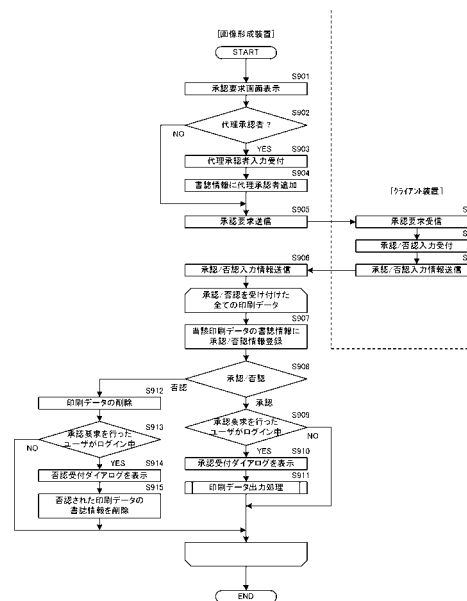 [画像形成装置]
START
S901
承認要求画面表示
S902
代理承認者？
NO
YES
S903
代理承認者入力受付
S904
書誌情報に代理承認者追加
S905
承認要求送信
[クライアント装置]
承認要求受信
承認/否認入力受付
承認/否認入力情報送信
S906
承認/否認入力情報送信
承認/否認を受け付けた
全ての印刷データ
S907
当該印刷データの書誌情報に
承認/否認情報登録
S908
承認/否認
否認
承認
S912
印刷データの削除
S913
承認要求を行った
ユーザがログイン中
NO
YES
S914
否認受付ダイアログを表示
S915
否認された印刷データの
書誌情報を削除
S909
承認要求を行った
ユーザがログイン中
NO
YES
S910
承認受付ダイアログを表示
S911
印刷データ出力処理
END